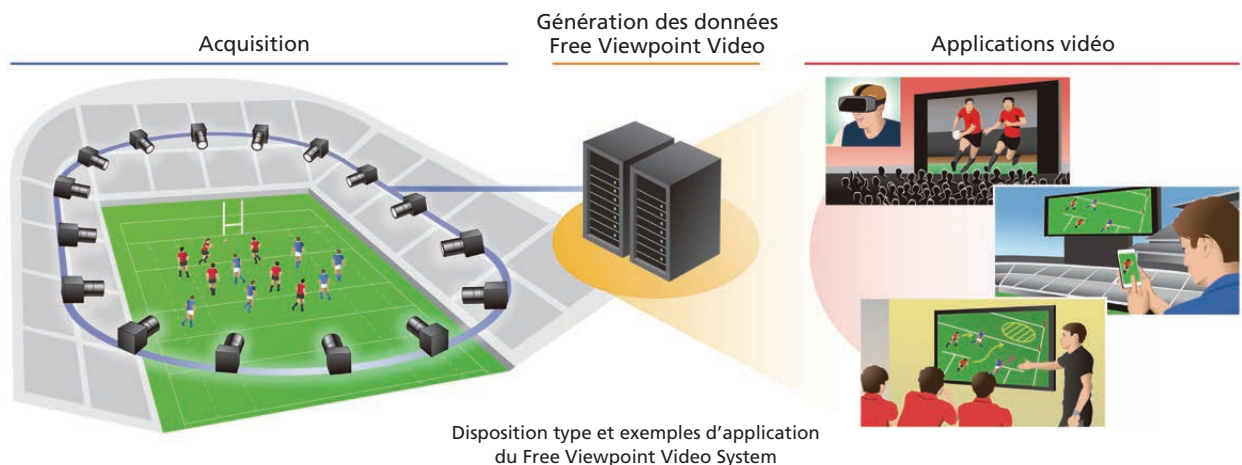 Acquisition
Génération des données
Free Viewpoint Video
Applications vidéo
Disposition type et exemples d'application
du Free Viewpoint Video System